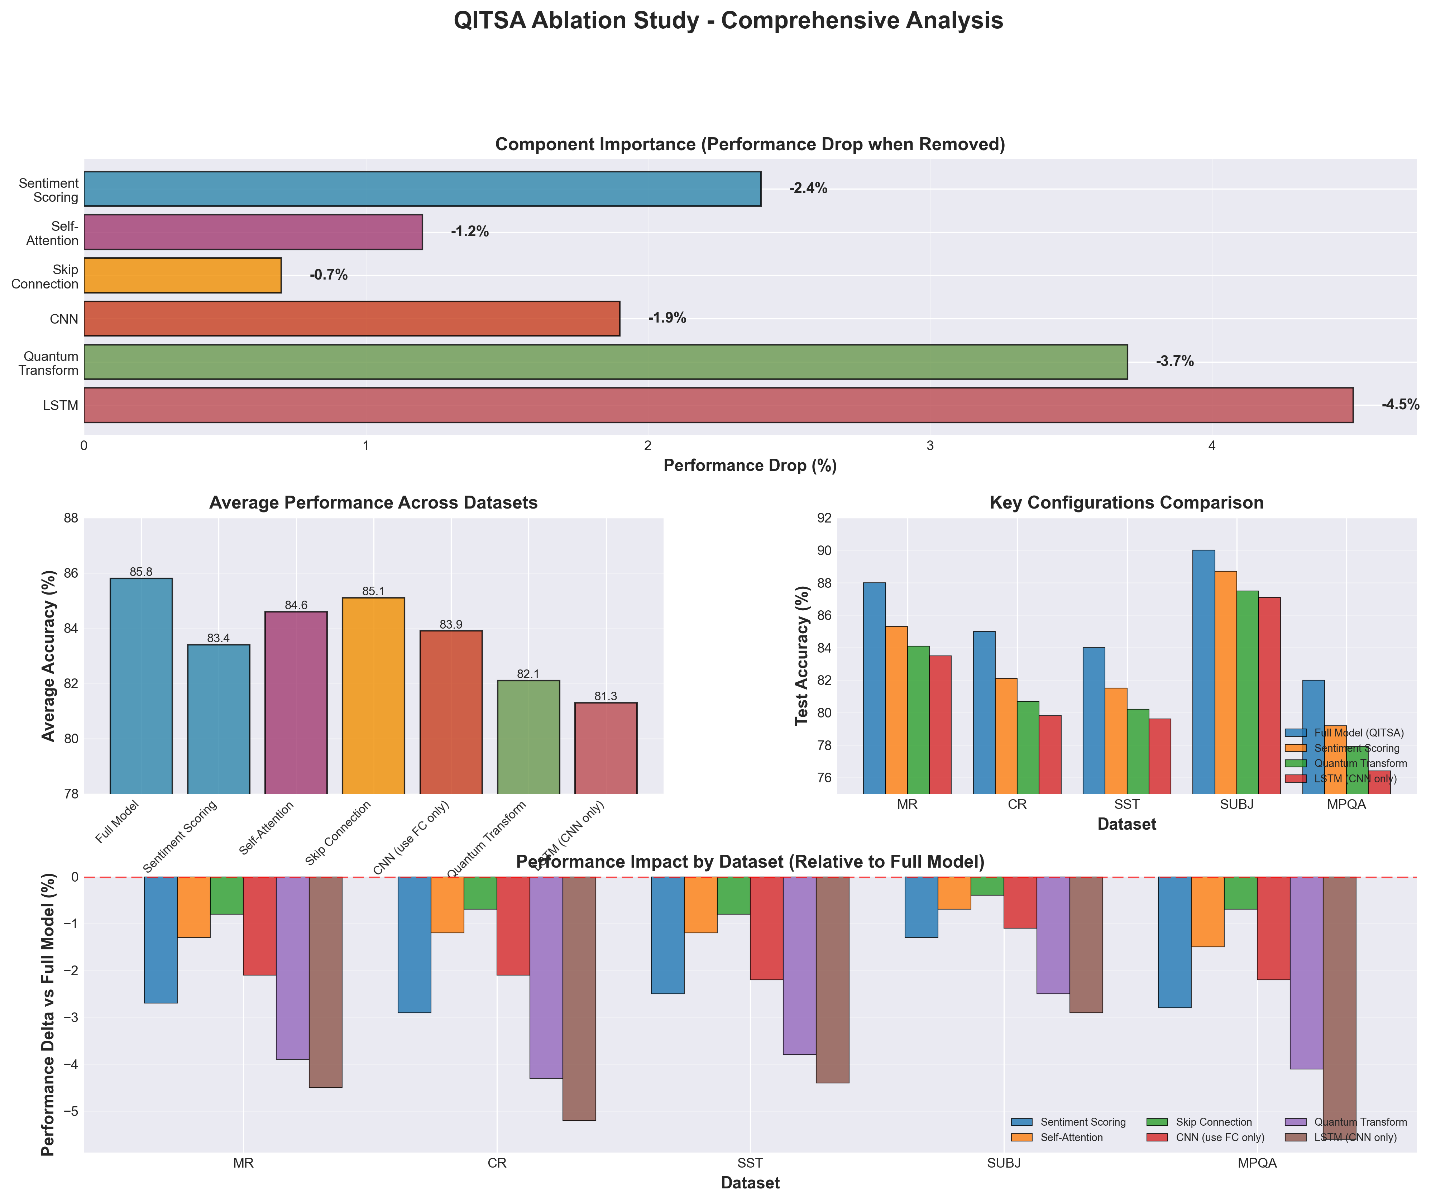 QITSA Ablation Study - Comprehensive Analysis
Component Importance (Performance Drop when Removed)
Sentiment
Scoring
-2.4%
Self-
Attention
-1.2%
Skip
Connection
-0.7%
CNN
-1.9%
Quantum
Transform
-3.7%
LSTM
-4.5%
0 1 2 3 4
Performance Drop (%)
Average Performance Across Datasets
Average Accuracy (%)
88
86
84
82
80
78
85.8
83.4
84.6
85.1
83.9
82.1
81.3
Full Model
Sentiment Scoring
Self-Attention
Skip Connection
CNN (use FC only)
Quantum Transform
LSTM (CNN only)
Key Configurations Comparison
Test Accuracy (%)
92
90
88
86
84
82
80
78
76
Full Model (QITSA)
Sentiment Scoring
Quantum Transform
LSTM (CNN only)
MR CR SST SUBJ MPQA
Dataset
Performance Impact by Dataset (Relative to Full Model)
Performance Delta vs Full Model (%)
0
−1
−2
−3
−4
−5
Sentiment Scoring Skip Connection Quantum Transform
Self-Attention CNN (use FC only) LSTM (CNN only)
MR CR SST SUBJ MPQA
Dataset